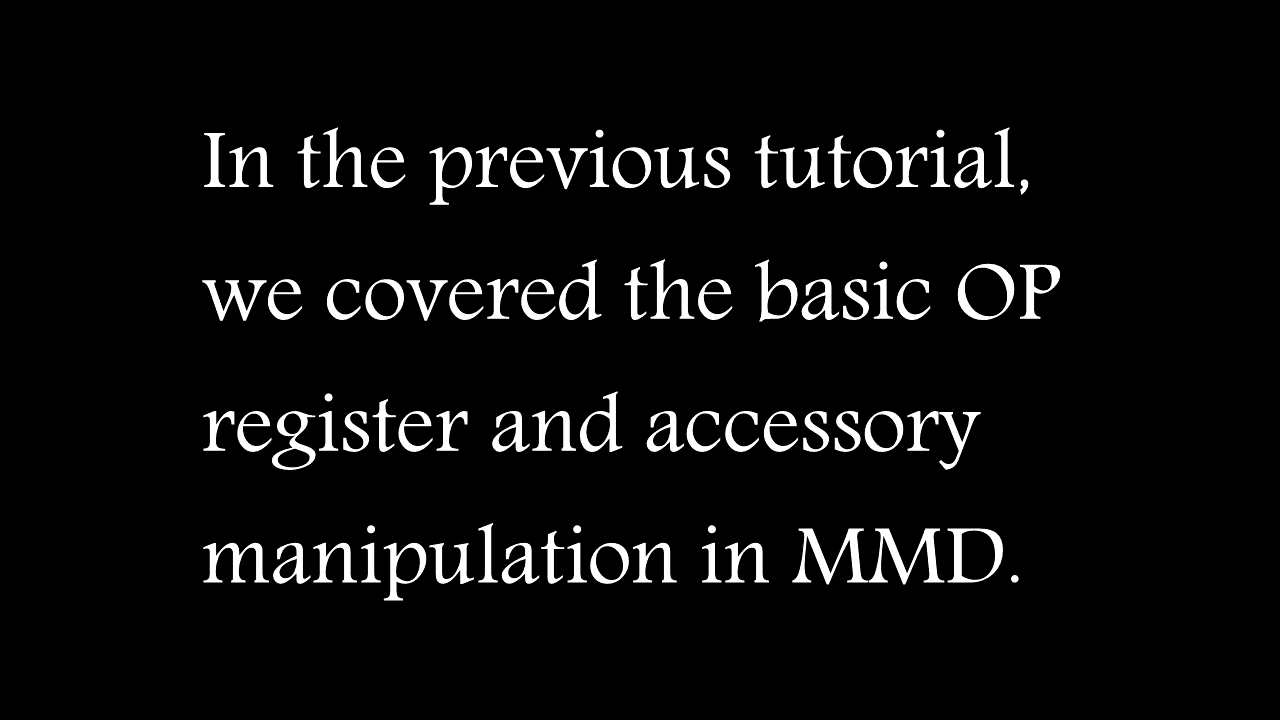 In the previous tutorial,
we covered the basic OP
register and accessory
manipulation in MMD.